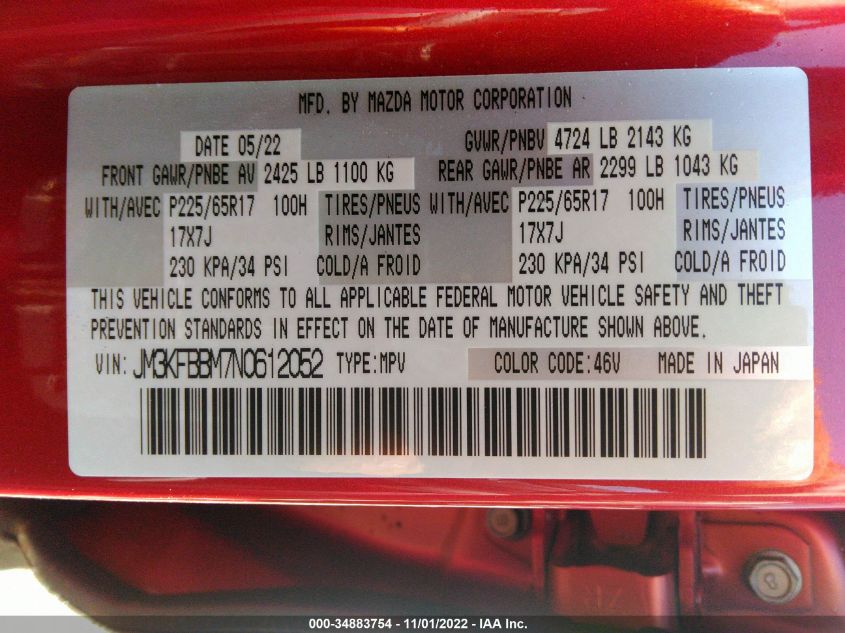 MFD. BY MAZDA MOTOR CORPORATION
DATE 05/22 GVWR/PNBV 4724 LB 2143 KG
FRONT GAWR/PNBE AV 2425 LB 1100 KG REAR GAWR/PNBE AR 2299 LB 1043 KG
WITH/AVEC P225/65R17 100H TIRES/PNEUS WITH/AVEC P225/65R17 100H TIRES/PNEUS
17X7J RIMS/JANTES 17X7J RIMS/JANTES
230 KPA/34 PSI COLD/A FROID 230 KPA/34 PSI COLD/A FROID
THIS VEHICLE CONFORMS TO ALL APPLICABLE FEDERAL MOTOR VEHICLE SAFETY AND THEFT
PREVENTION STANDARDS IN EFFECT ON THE DATE OF MANUFACTURE SHOWN ABOVE.
VIN: JM3KFBBM7N0612052 TYPE:MPV COLOR CODE:46V MADE IN JAPAN
000-34883754 - 11/01/2022 - IAA Inc.